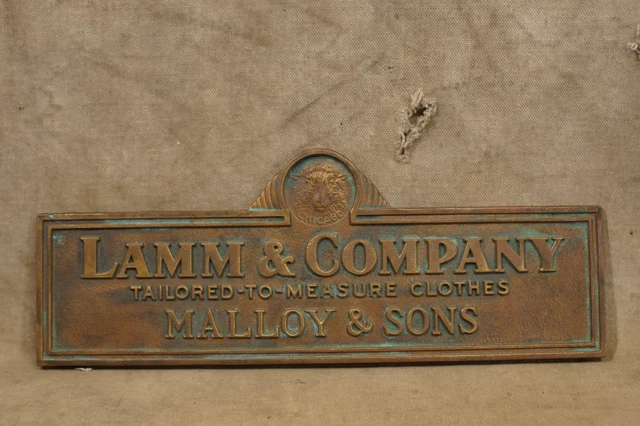 CHICAGO
LAMM & COMPANY
TAILORED-TO-MEASURE CLOTHES
MALLOY & SONS